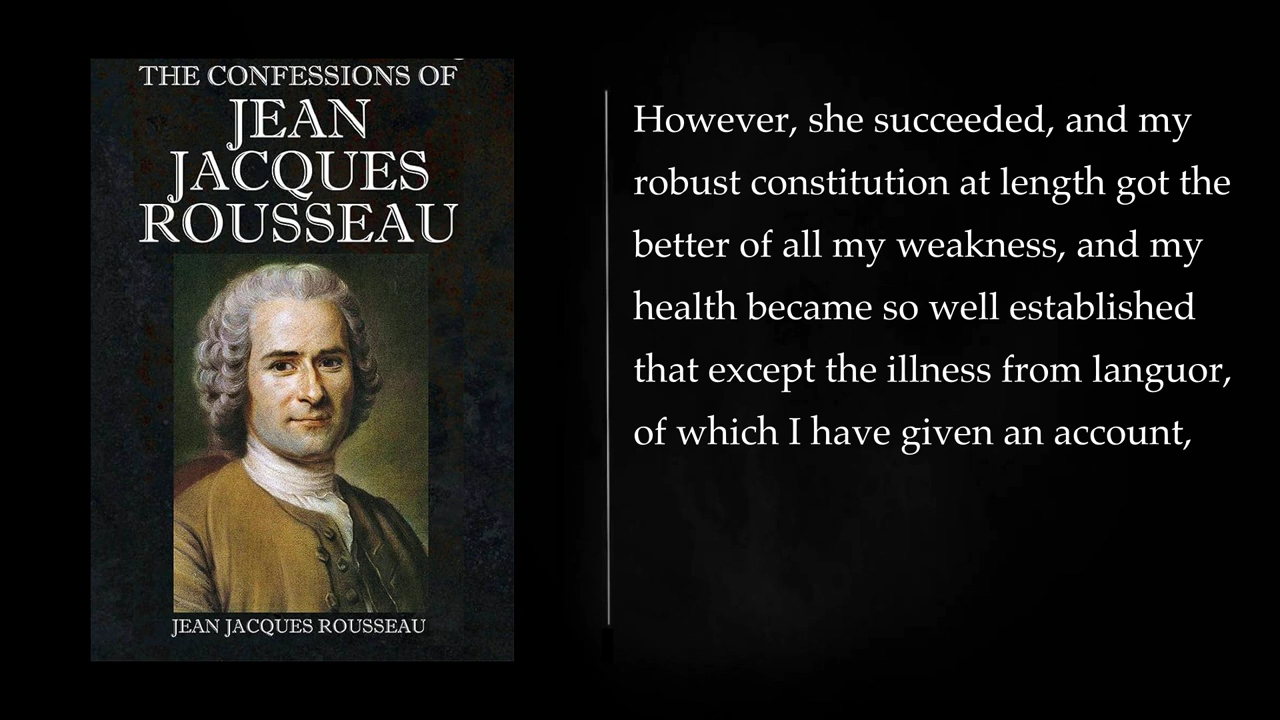 THE CONFESSIONS OF
JEAN
JACQUES
ROUSSEAU
JEAN JACQUES ROUSSEAU
However, she succeeded, and my
robust constitution at length got the
better of all my weakness, and my
health became so well established
that except the illness from languor,
of which I have given an account,